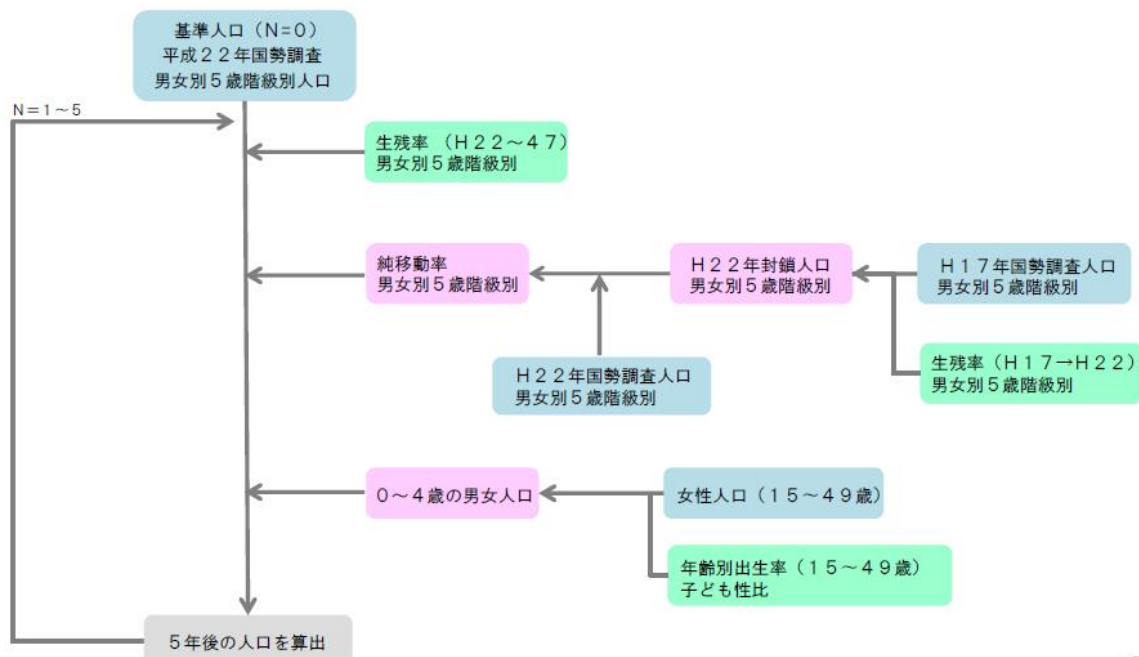 基準人口（N=０）
平成２２年国勢調査
男女別５歳階級別人口
N＝１～５
生残率 （H２２～４７）
男女別５歳階級別
純移動率
男女別５歳階級別
H２２年封鎖人口
男女別５歳階級別
H１７年国勢調査人口
男女別５歳階級別
H２２年国勢調査人口
男女別５歳階級別
生残率（H１７→H２２）
男女別５歳階級別
０～４歳の男女人口
女性人口（１５～４９歳）
年齢別出生率（１５～４９歳）
子ども性比
５年後の人口を算出